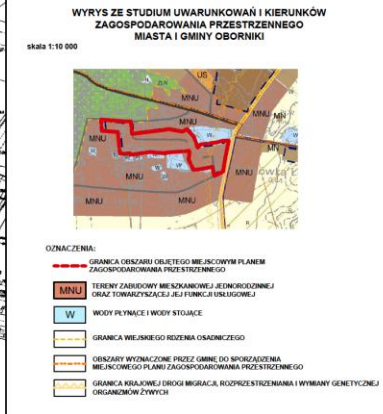 WYRYS ZE STUDIUM UWARUNKOWAŃ I KIERUNKÓW
ZAGOSPODAROWANIA PRZESTRZENNEGO
MIASTA I GMINY OBORNIKI
skala 1:10 000
US
MNU
MN
MNU
W
MNU
W
MN
MNU
W
MNU
MNU
MNU
OZNACZENIA:
GRANICA OBSZARU OBJĘTEGO MIEJSCOWYM PLANEM
ZAGOSPODAROWANIA PRZESTRZENNEGO
MNU TERENY ZABUDOWY MIESZKANIOWEJ JEDNORODZINNEJ
ORAZ TOWARZYSZĄCEJ JEJ FUNKCJI USŁUGOWEJ
W WODY PŁYNĄCE I WODY STOJĄCE
GRANICA WIEJSKIEGO RDZENIA OSADNICZEGO
OBSZARY WYZNACZONE PRZEZ GMINĘ DO SPORZĄDZENIA
MIEJSCOWEGO PLANU ZAGOSPODAROWANIA PRZESTRZENNEGO
GRANICA KRAJOWEJ DROGI MIGRACJI, ROZPRZESTRZENIANIA I WYMIANY GENETYCZNEJ
ORGANIZMÓW ŻYWYCH